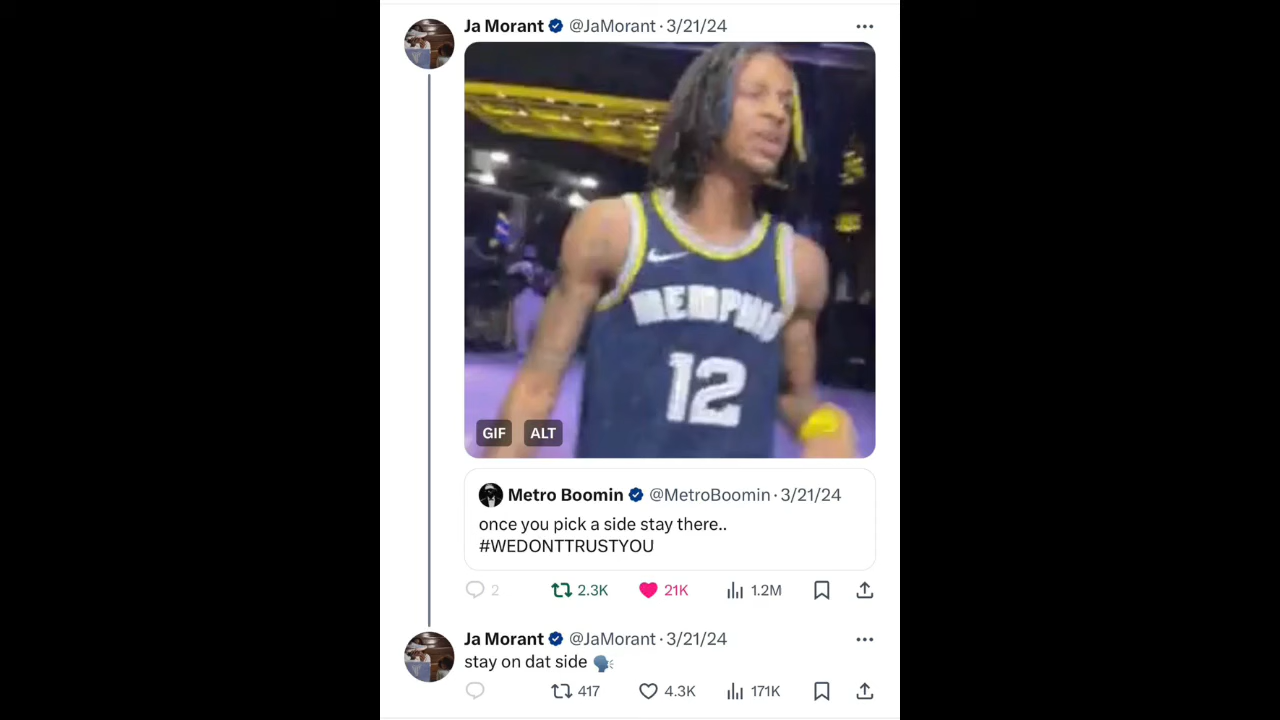 Ja Morant @JaMorant · 3/21/24
MEMPHIS
12
GIF ALT
Metro Boomin @MetroBoomin · 3/21/24
once you pick a side stay there..
#WEDONTTRUSTYOU
2 2.3K 21K 1.2M
Ja Morant @JaMorant · 3/21/24
stay on dat side 🗣️
417 4.3K 171K